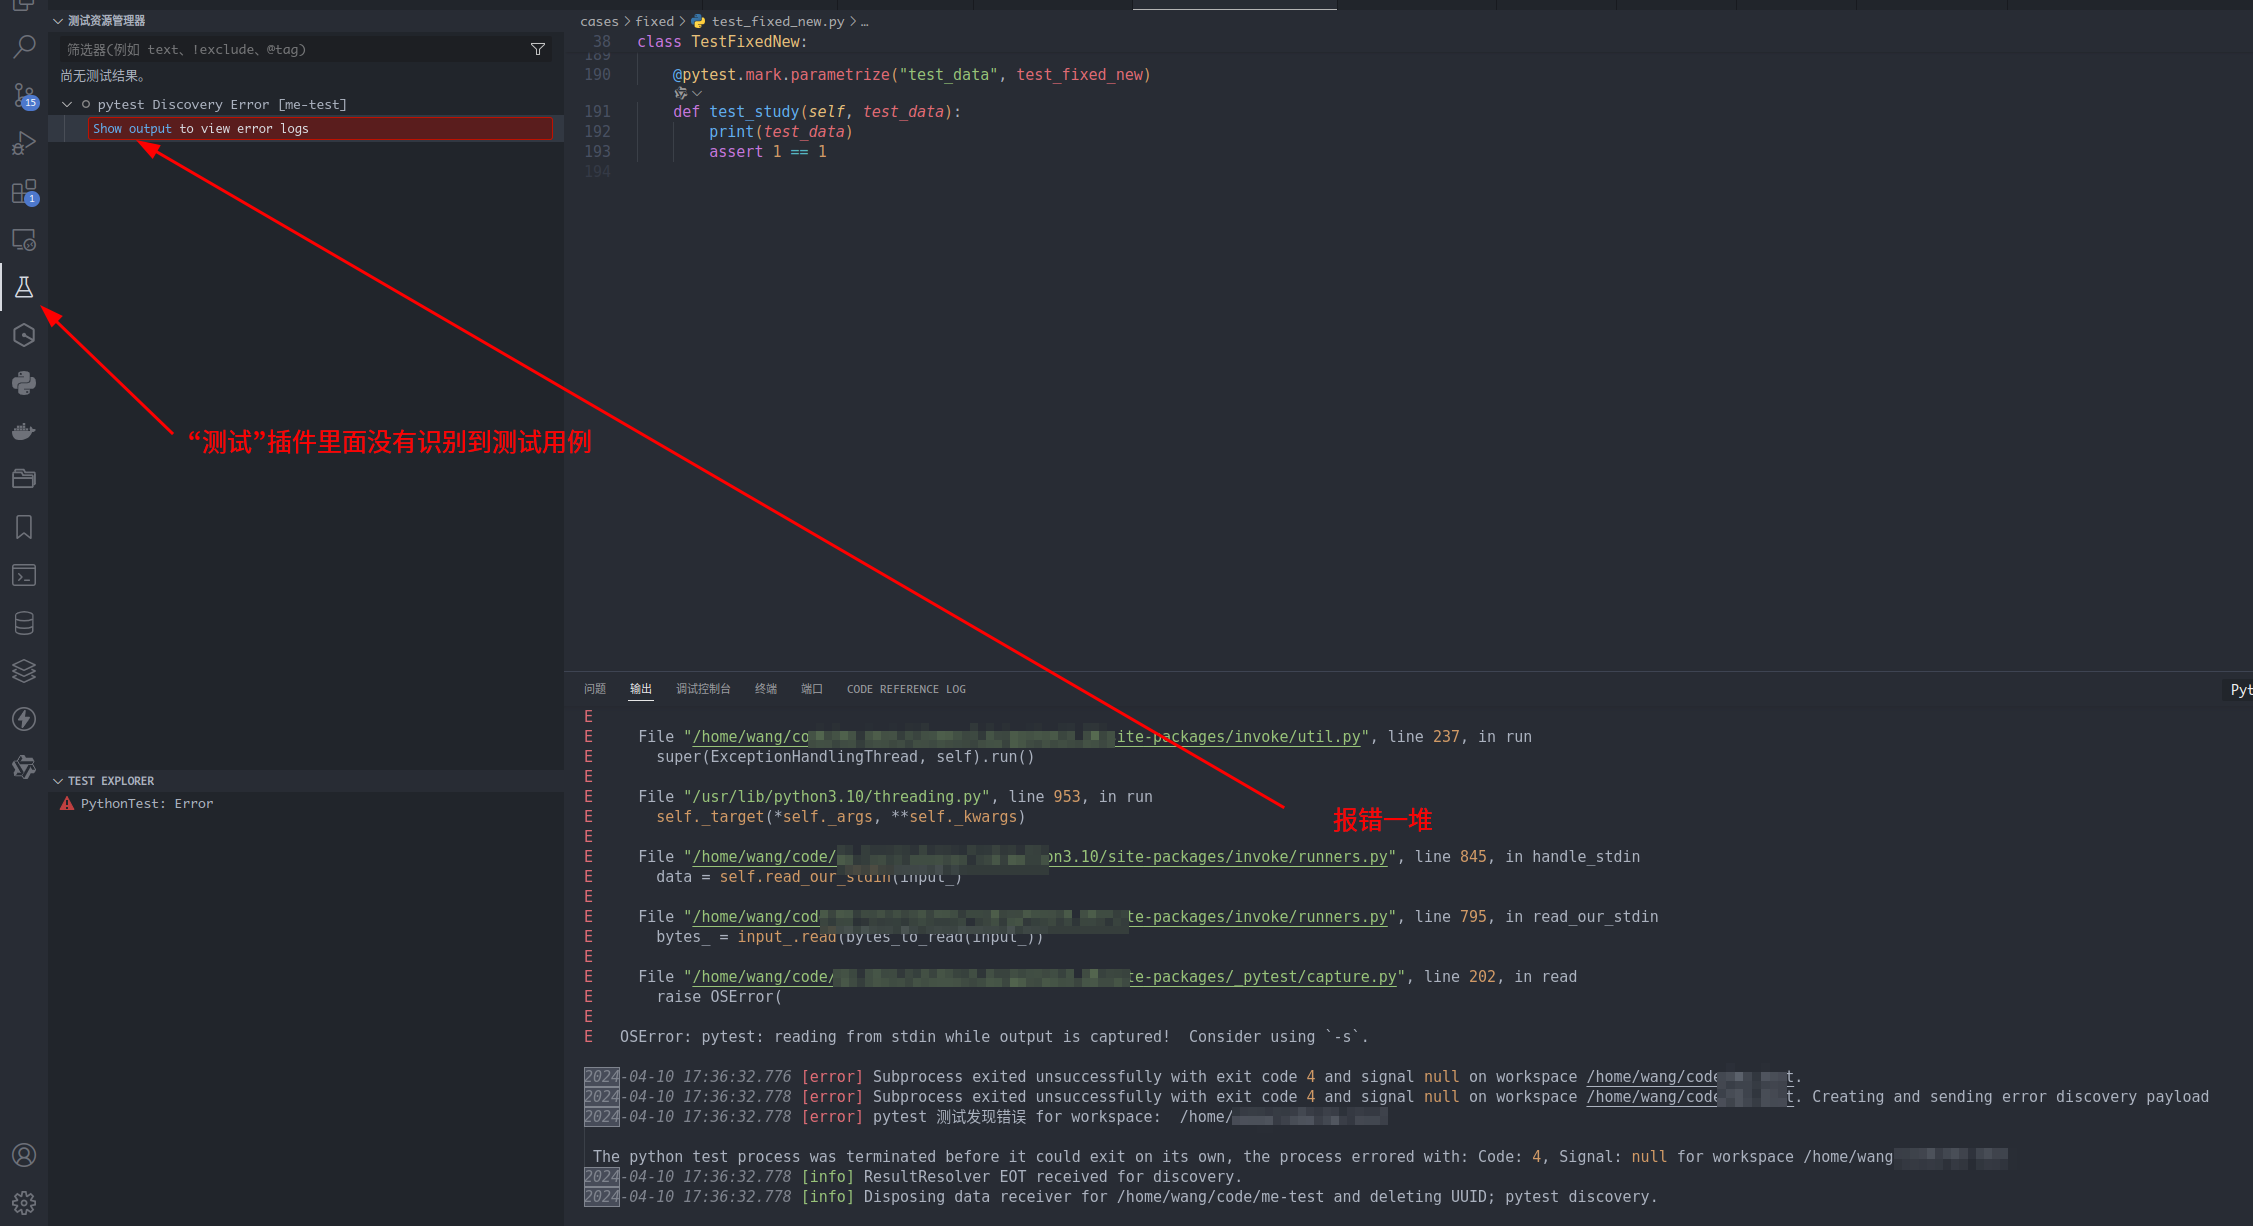 测试资源管理器
筛选器(例如 text、!exclude、@tag)
尚无测试结果。
pytest Discovery Error [me-test]
Show output to view error logs
15
1
“测试”插件里面没有识别到测试用例
TEST EXPLORER
PythonTest: Error
cases > fixed > test_fixed_new.py > …
38 class TestFixedNew:
189
190 @pytest.mark.parametrize("test_data", test_fixed_new)
191 def test_study(self, test_data):
192 print(test_data)
193 assert 1 == 1
194
问题 输出 调试控制台 终端 端口 CODE REFERENCE LOG
Pyt
E
E File "/home/wang/co ite-packages/invoke/util.py", line 237, in run
E super(ExceptionHandlingThread, self).run()
E
E File "/usr/lib/python3.10/threading.py", line 953, in run
E self._target(*self._args, **self._kwargs)
报错一堆
E
E File "/home/wang/code/ on3.10/site-packages/invoke/runners.py", line 845, in handle_stdin
E data = self.read_our_stdin(input_)
E
E File "/home/wang/cod te-packages/invoke/runners.py", line 795, in read_our_stdin
E bytes_ = input_.read(bytes_to_read(input_))
E
E File "/home/wang/code/ te-packages/_pytest/capture.py", line 202, in read
E raise OSError(
E
E OSError: pytest: reading from stdin while output is captured! Consider using `-s`.
2024-04-10 17:36:32.776 [error] Subprocess exited unsuccessfully with exit code 4 and signal null on workspace /home/wang/code t.
2024-04-10 17:36:32.778 [error] Subprocess exited unsuccessfully with exit code 4 and signal null on workspace /home/wang/code t. Creating and sending error discovery payload
2024-04-10 17:36:32.778 [error] pytest 测试发现错误 for workspace: /home/
The python test process was terminated before it could exit on its own, the process errored with: Code: 4, Signal: null for workspace /home/wang
2024-04-10 17:36:32.778 [info] ResultResolver EOT received for discovery.
2024-04-10 17:36:32.778 [info] Disposing data receiver for /home/wang/code/me-test and deleting UUID; pytest discovery.